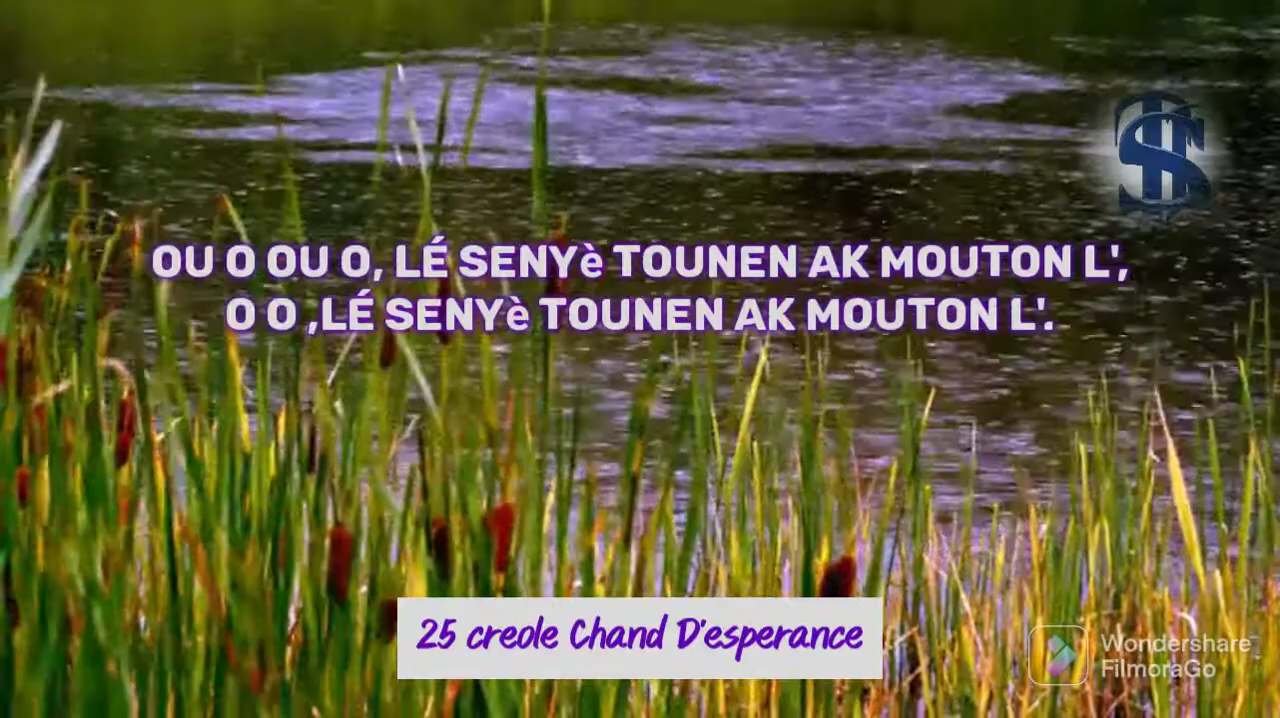 OU O OU O, LÉ SENYè TOUNEN AK MOUTON L',
O O ,LÉ SENYè TOUNEN AK MOUTON L'.
25 creole Chand D'esperance
Wondershare
FilmoraGo